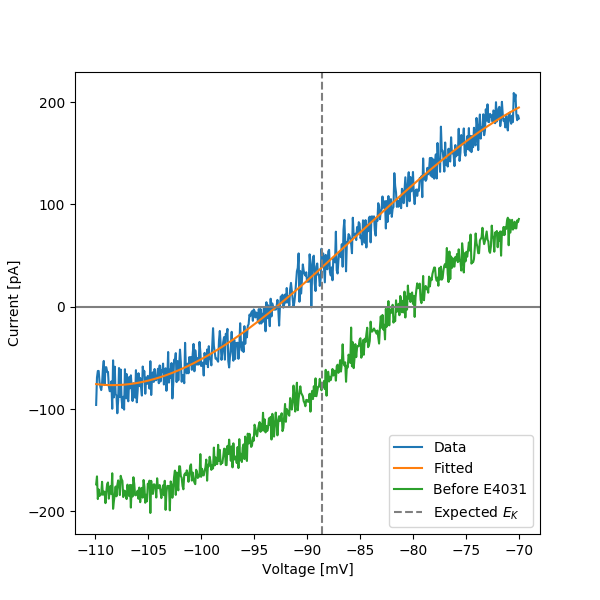 200
100
0
−100
−200
Current [pA]
Data
Fitted
Before E4031
Expected E_K
−110 −105 −100 −95 −90 −85 −80 −75 −70
Voltage [mV]